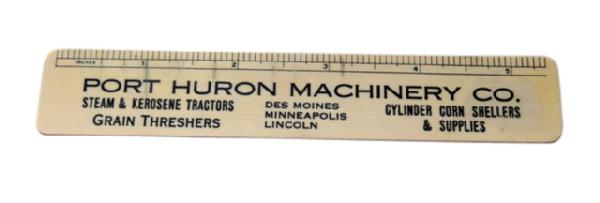 INCHES 1 2 3 4 5
PORT HURON MACHINERY CO.
STEAM & KEROSENE TRACTORS
GRAIN THRESHERS
DES MOINES
MINNEAPOLIS
LINCOLN
CYLINDER CORN SHELLERS
& SUPPLIES